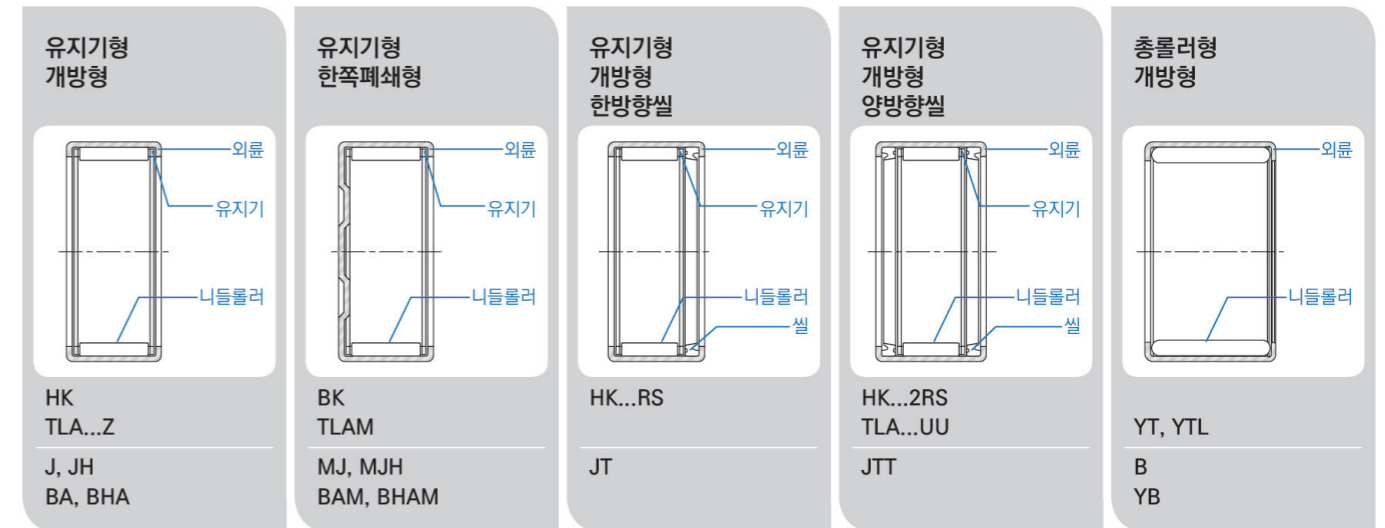 유지기형
개방형
외륜
유지기
니들롤러
HK
TLA...Z
J, JH
BA, BHA
유지기형
한쪽폐쇄형
외륜
유지기
니들롤러
BK
TLAM
MJ, MJH
BAM, BHAM
유지기형
개방형
한방향씰
외륜
유지기
니들롤러
씰
HK...RS
JT
유지기형
개방형
양방향씰
외륜
유지기
니들롤러
씰
HK...2RS
TLA...UU
JTT
총롤러형
개방형
외륜
니들롤러
YT, YTL
B
YB